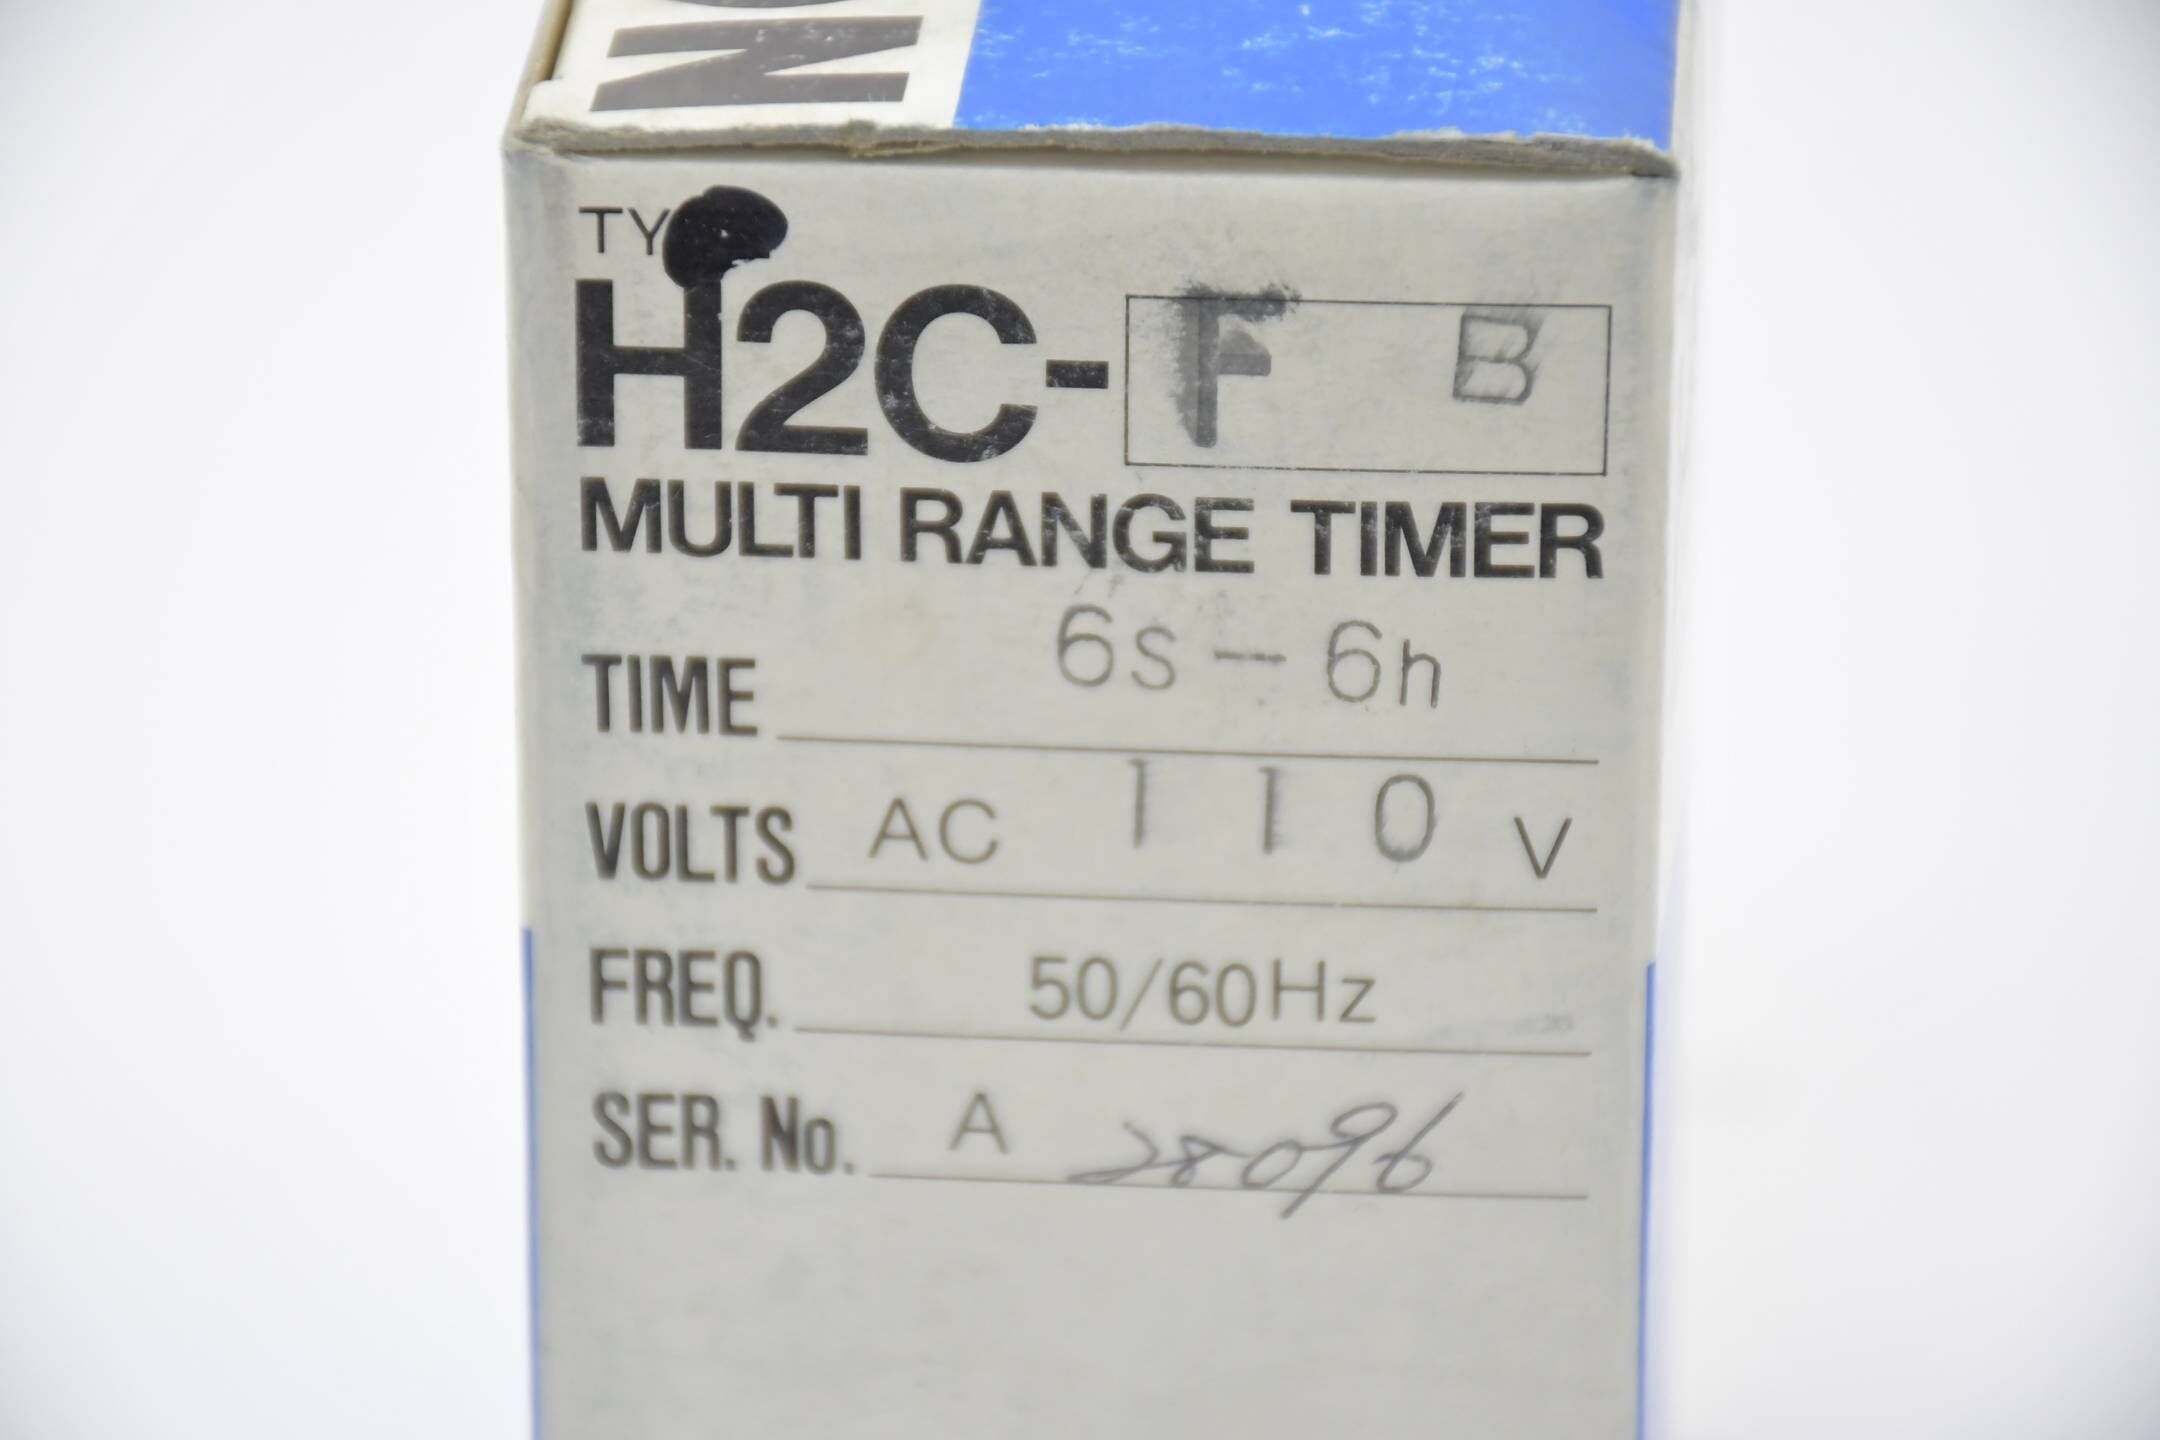 TY
H2C-F B
MULTI RANGE TIMER
TIME 6s-6h
VOLTS AC 110 V
FREQ. 50/60Hz
SER. No. A 28096